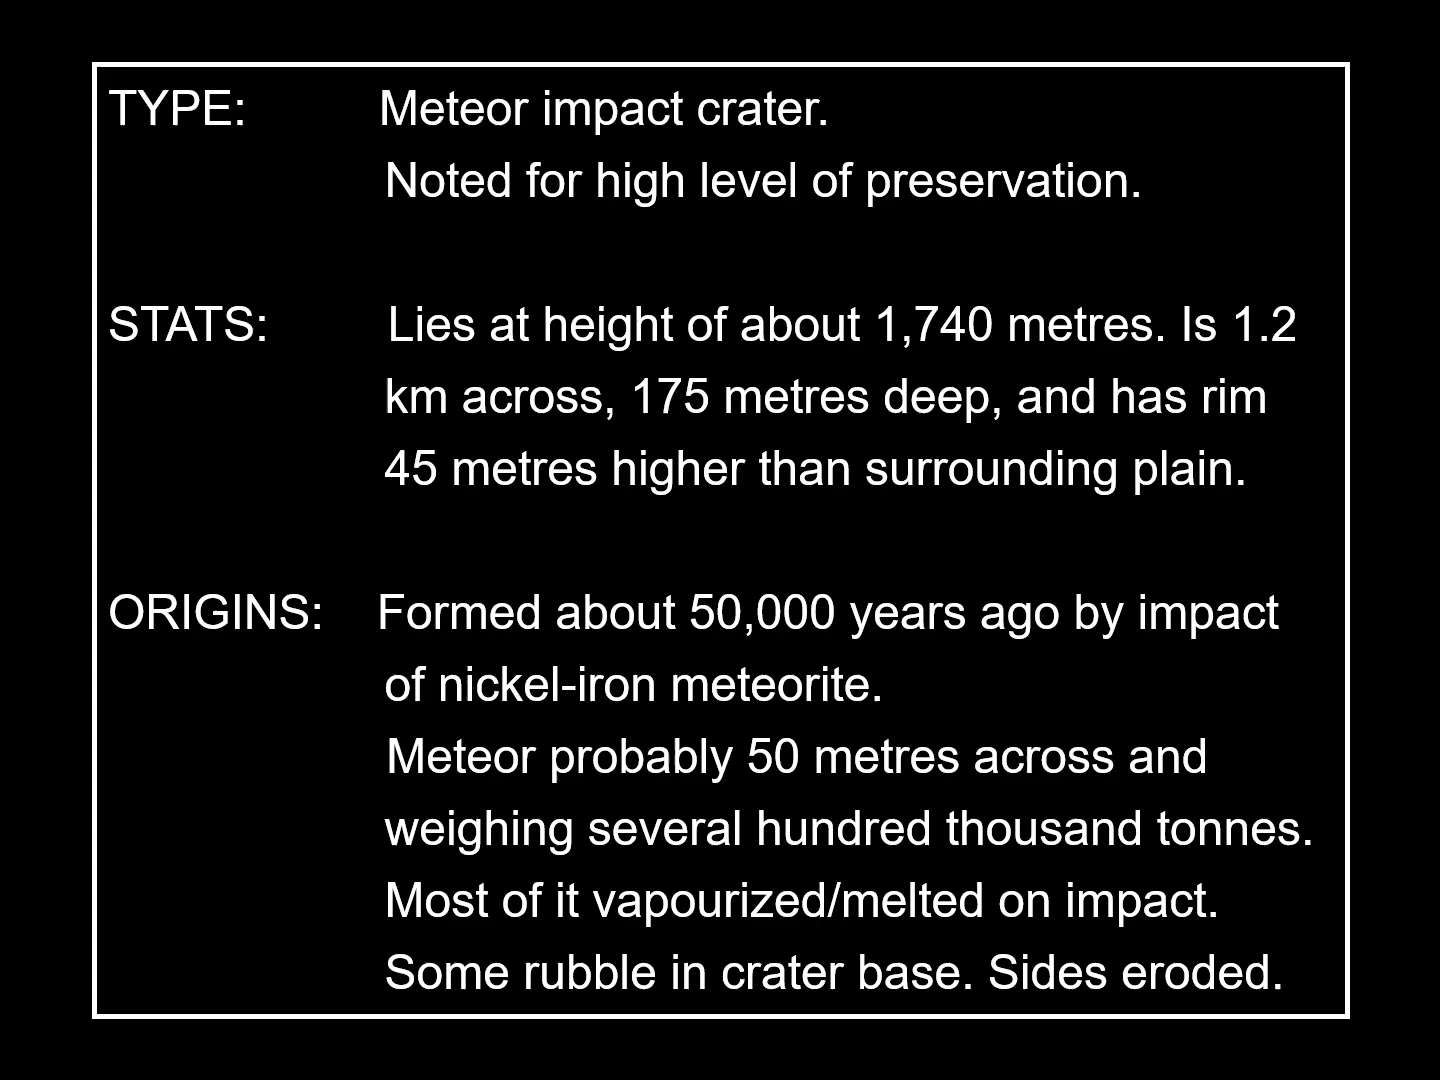 TYPE: Meteor impact crater.
Noted for high level of preservation.
STATS: Lies at height of about 1,740 metres. Is 1.2
km across, 175 metres deep, and has rim
45 metres higher than surrounding plain.
ORIGINS: Formed about 50,000 years ago by impact
of nickel-iron meteorite.
Meteor probably 50 metres across and
weighing several hundred thousand tonnes.
Most of it vapourized/melted on impact.
Some rubble in crater base. Sides eroded.